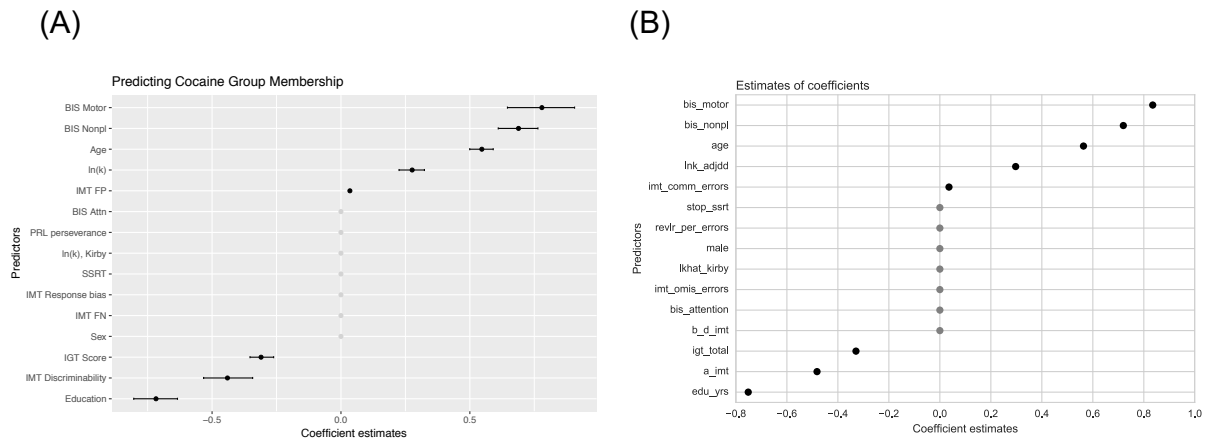 (A)
Predicting Cocaine Group Membership
Predictors
BIS Motor
BIS Nonpl
Age
ln(k)
IMT FP
BIS Attn
PRL perseverance
ln(k), Kirby
SSRT
IMT Response bias
IMT FN
Sex
IGT Score
IMT Discriminability
Education
−0.5 0.0 0.5
Coefficient estimates
(B)
Estimates of coefficients
Predictors
bis_motor
bis_nonpl
age
lnk_adjdd
imt_comm_errors
stop_ssrt
revlr_per_errors
male
lkhat_kirby
imt_omis_errors
bis_attention
b_d_imt
igt_total
a_imt
edu_yrs
−0.8 −0.6 −0.4 −0.2 0.0 0.2 0.4 0.6 0.8 1.0
Coefficient estimates